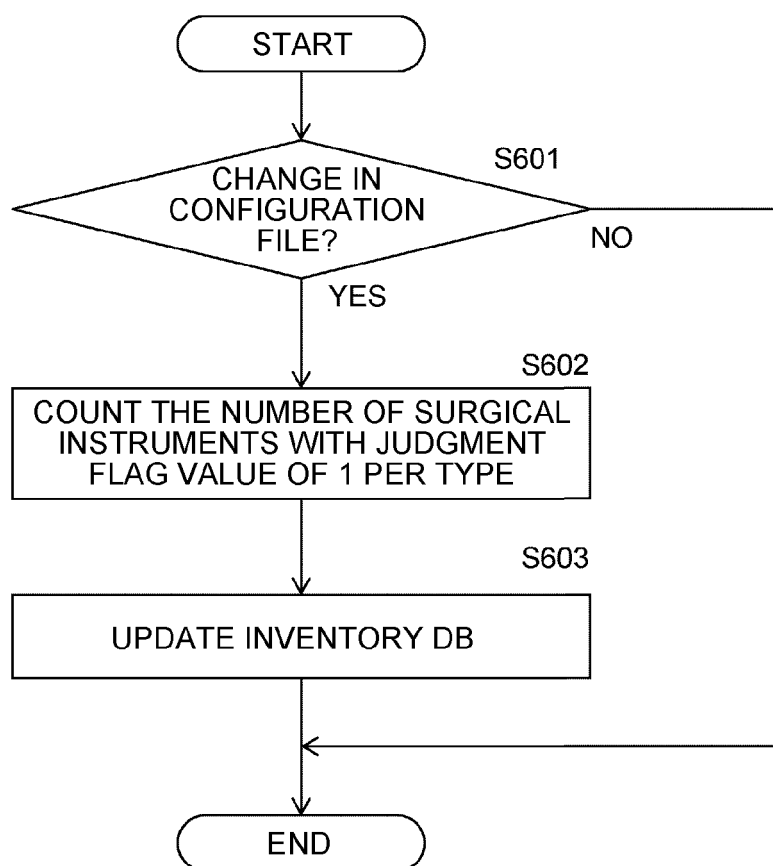 START
S601
CHANGE IN
CONFIGURATION
FILE?
NO
YES
S602
COUNT THE NUMBER OF SURGICAL
INSTRUMENTS WITH JUDGMENT
FLAG VALUE OF 1 PER TYPE
S603
UPDATE INVENTORY DB
END